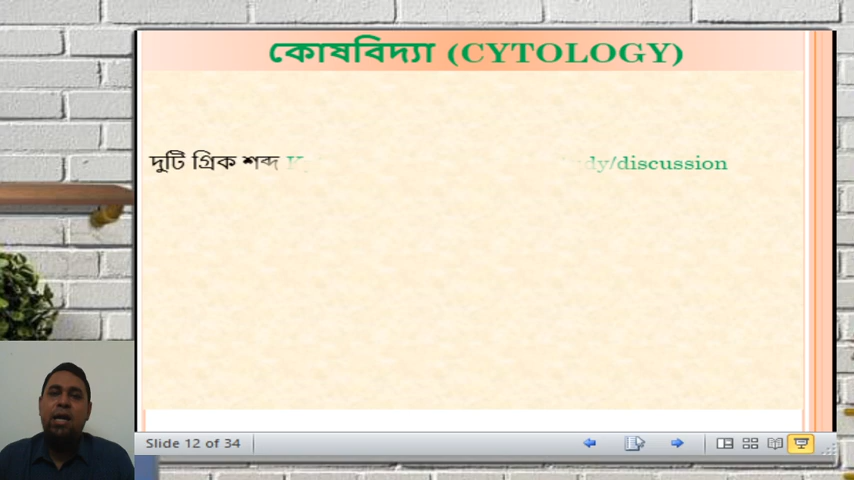 কোষবিদ্যা (CYTOLOGY)
দুটি গ্রিক শব্দ /discussion
Slide 12 of 34